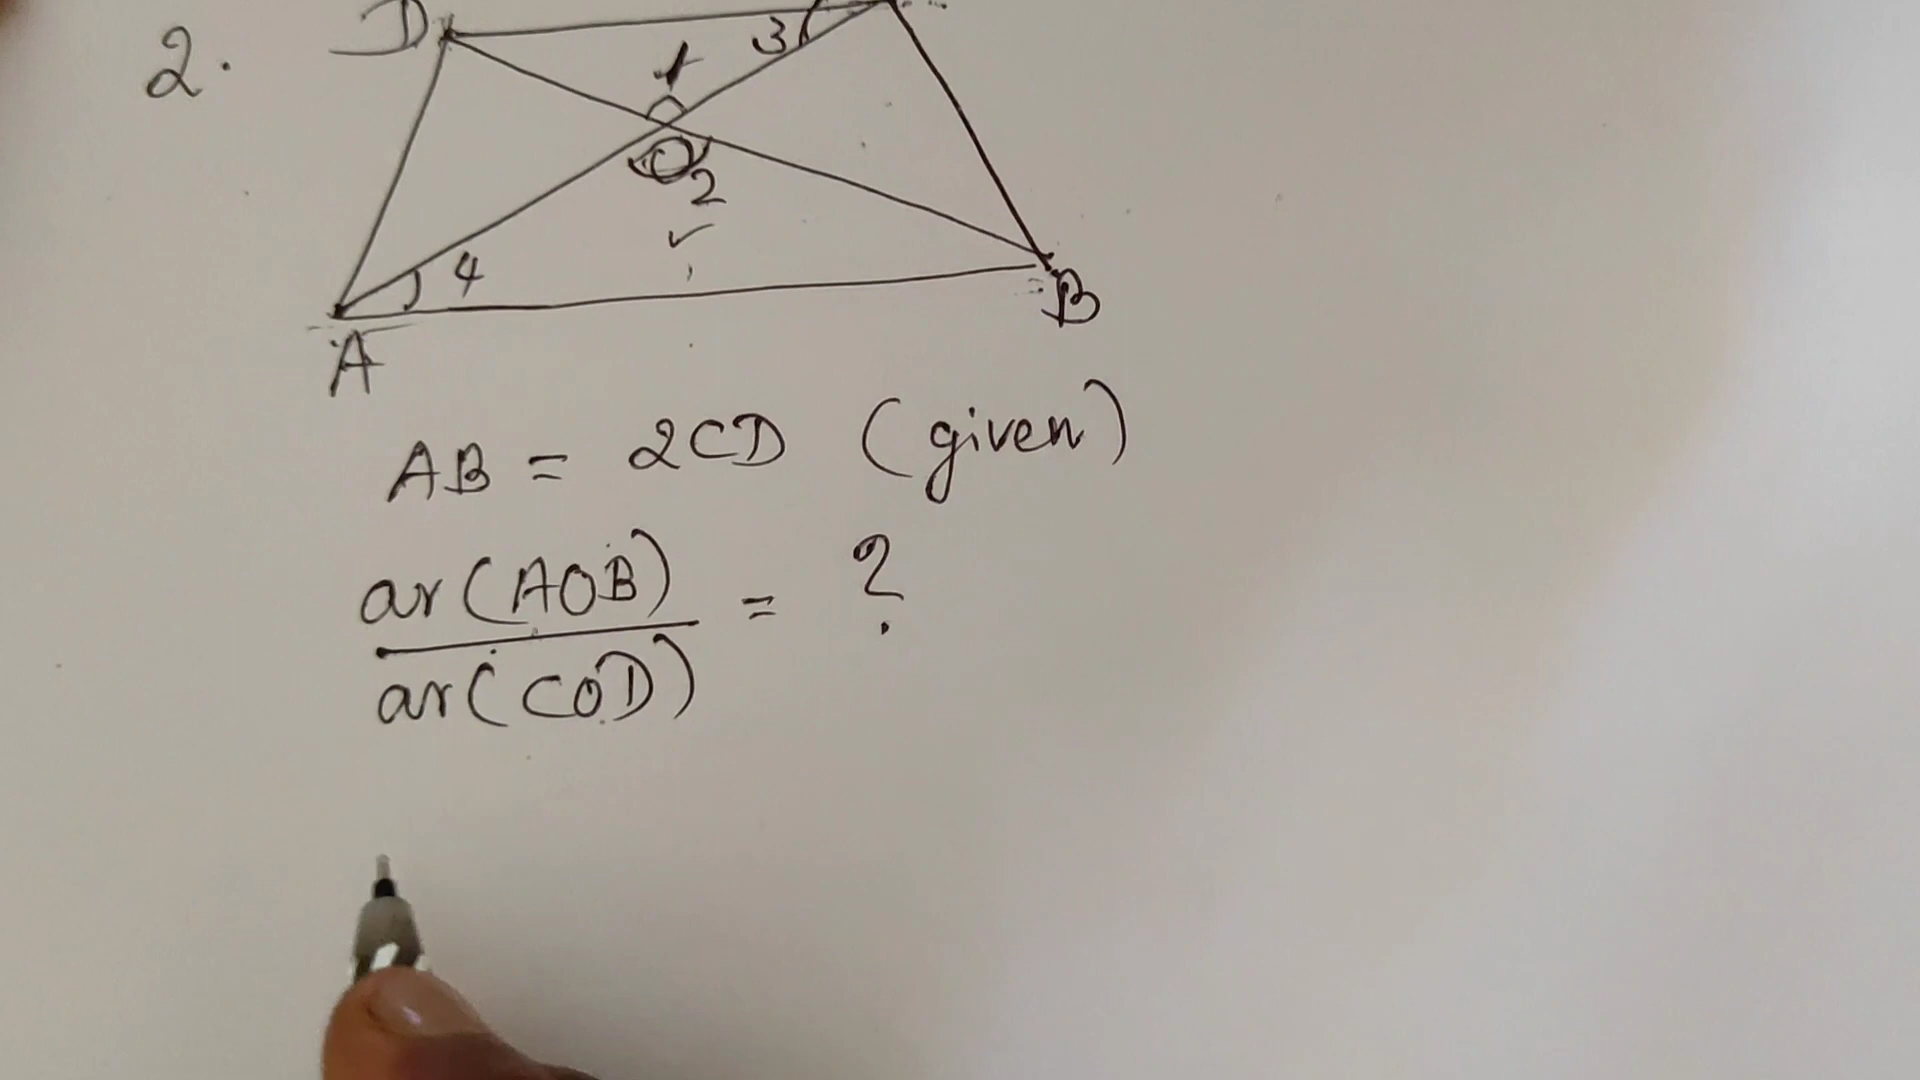 2.
D
3
1
O
2
4
B
A
AB = 2CD (given)
ar(AOB)
= ?
ar(COD)